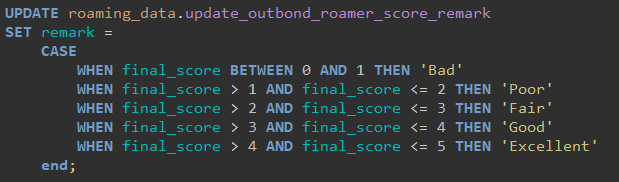 UPDATE roaming_data.update_outbond_roamer_score_remark
SET remark =
CASE
WHEN final_score BETWEEN 0 AND 1 THEN 'Bad'
WHEN final_score > 1 AND final_score <= 2 THEN 'Poor'
WHEN final_score > 2 AND final_score <= 3 THEN 'Fair'
WHEN final_score > 3 AND final_score <= 4 THEN 'Good'
WHEN final_score > 4 AND final_score <= 5 THEN 'Excellent'
end;